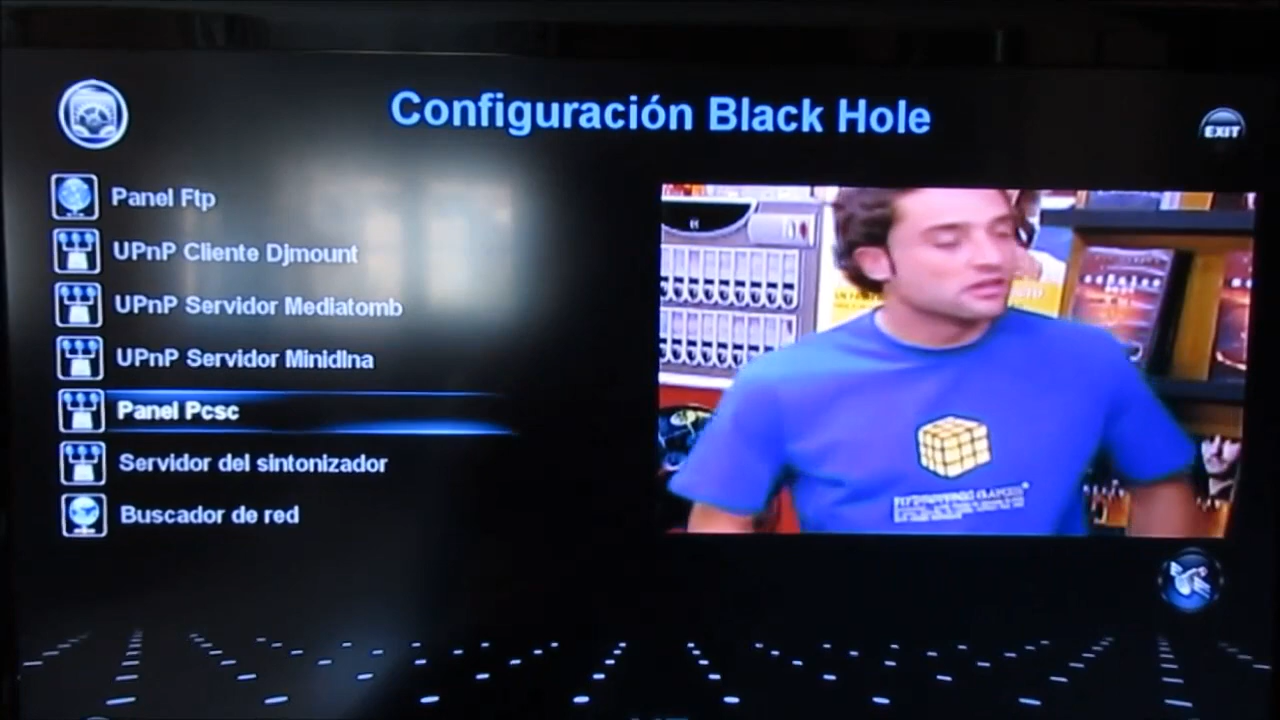 Configuración Black Hole
EXIT
Panel Ftp
UPnP Cliente Djmount
UPnP Servidor Mediatomb
UPnP Servidor Minidlna
Panel Pcsc
Servidor del sintonizador
Buscador de red